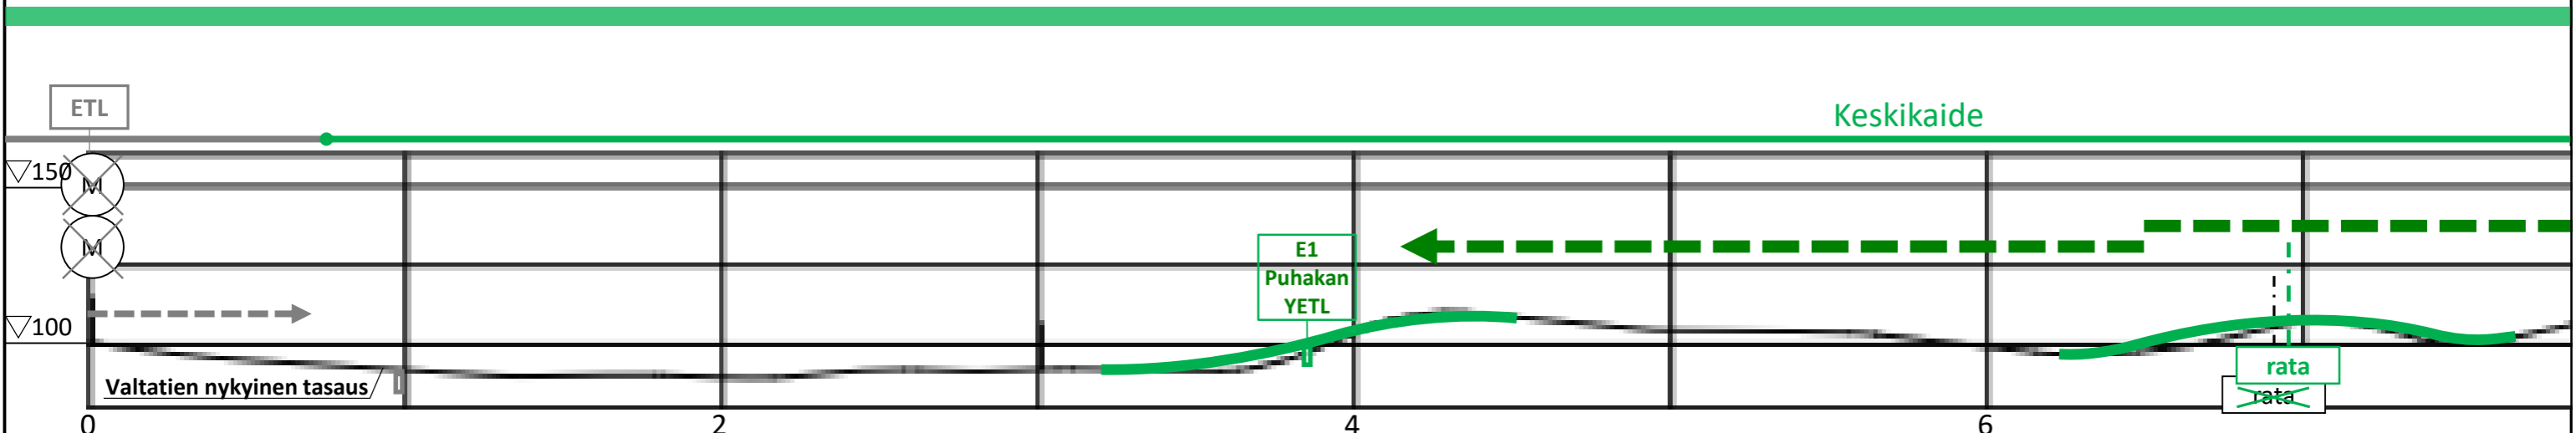 ETL
Keskikaide
▽150
M
M
E1
Puhakan
YETL
▽100
Valtatien nykyinen tasaus
rata
rata
0 2 4 6